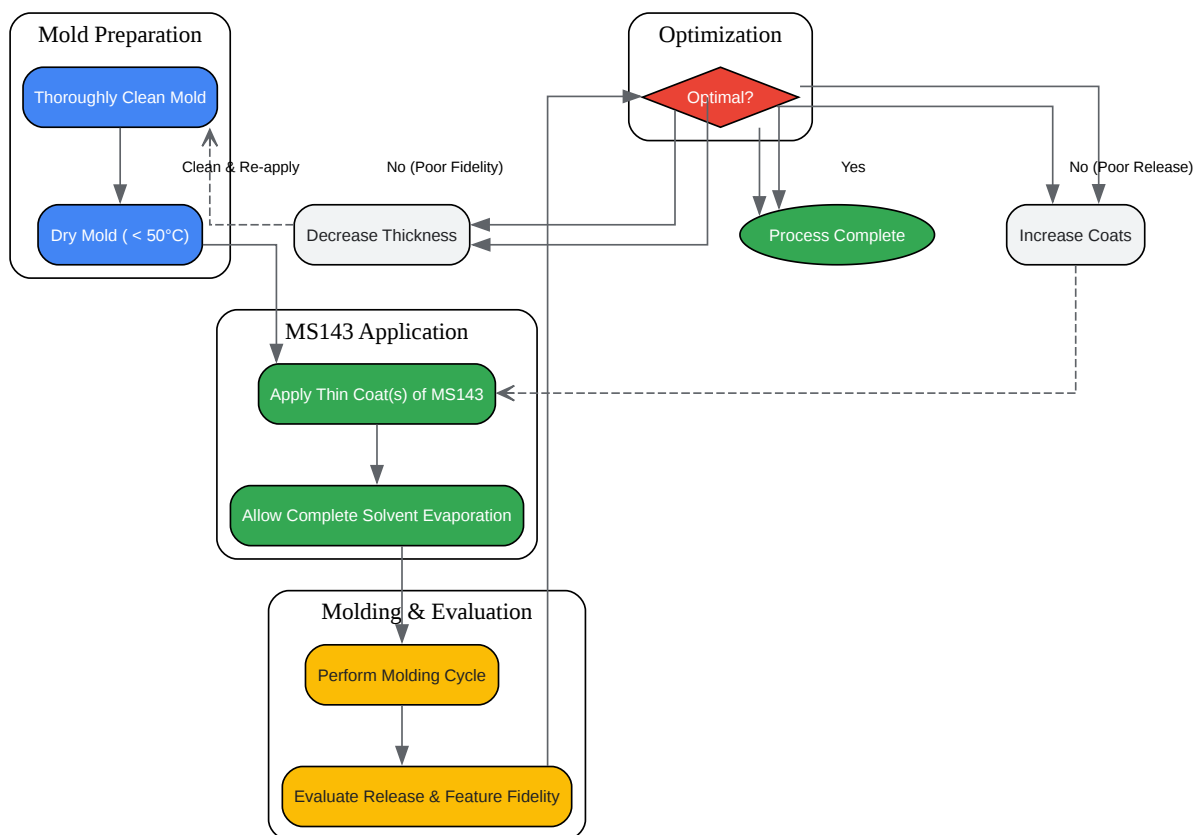 Mold Preparation
Optimization
Thoroughly Clean Mold
Optimal?
Clean & Re-apply
No (Poor Fidelity)
Yes
No (Poor Release)
Dry Mold ( < 50°C)
Decrease Thickness
Process Complete
Increase Coats
MS143 Application
Apply Thin Coat(s) of MS143
Allow Complete Solvent Evaporation
Molding & Evaluation
Perform Molding Cycle
Evaluate Release & Feature Fidelity